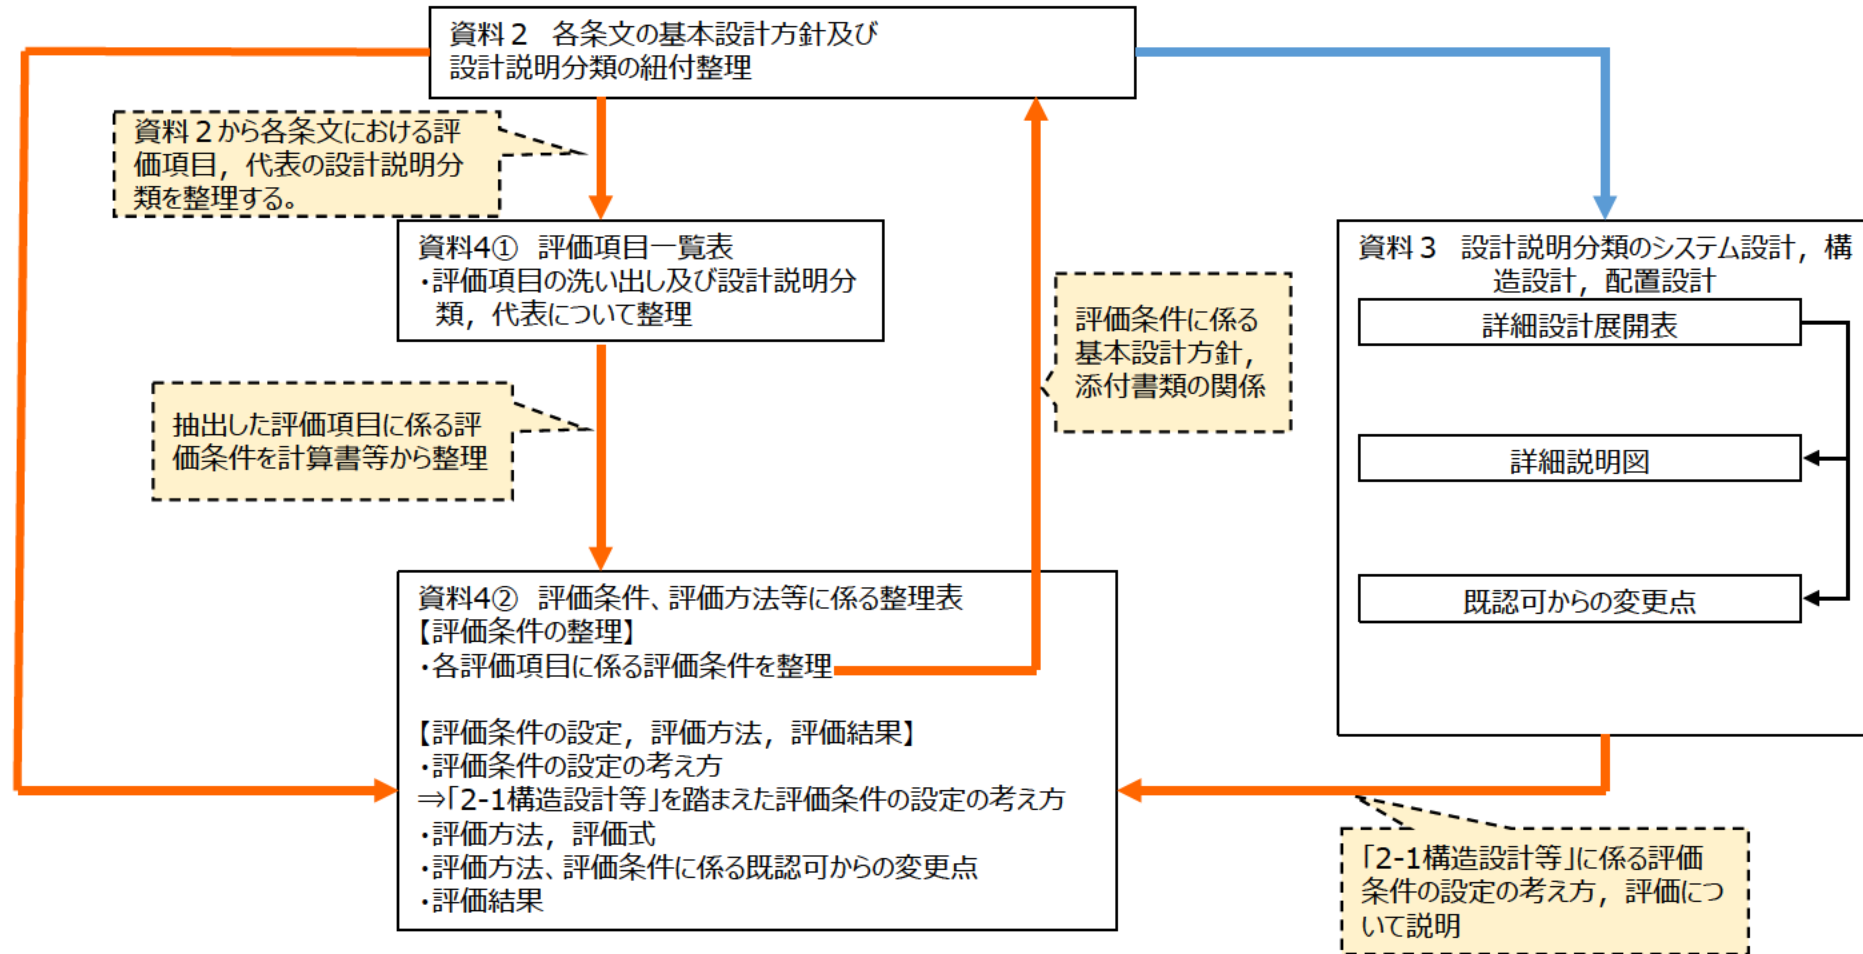 資料２　各条文の基本設計方針及び
設計説明分類の紐付整理
資料２から各条文における評
価項目，代表の設計説明分
類を整理する。
資料4①　評価項目一覧表
・評価項目の洗い出し及び設計説明分
類，代表について整理
抽出した評価項目に係る評
価条件を計算書等から整理
評価条件に係る
基本設計方針，
添付書類の関係
資料３　設計説明分類のシステム設計，構
造設計，配置設計
詳細設計展開表
詳細説明図
既認可からの変更点
資料4②　評価条件、評価方法等に係る整理表
【評価条件の整理】
・各評価項目に係る評価条件を整理
【評価条件の設定，評価方法，評価結果】
・評価条件の設定の考え方
⇒「2-1構造設計等」を踏まえた評価条件の設定の考え方
・評価方法，評価式
・評価方法、評価条件に係る既認可からの変更点
・評価結果
「2-1構造設計等」に係る評価
条件の設定の考え方，評価につ
いて説明